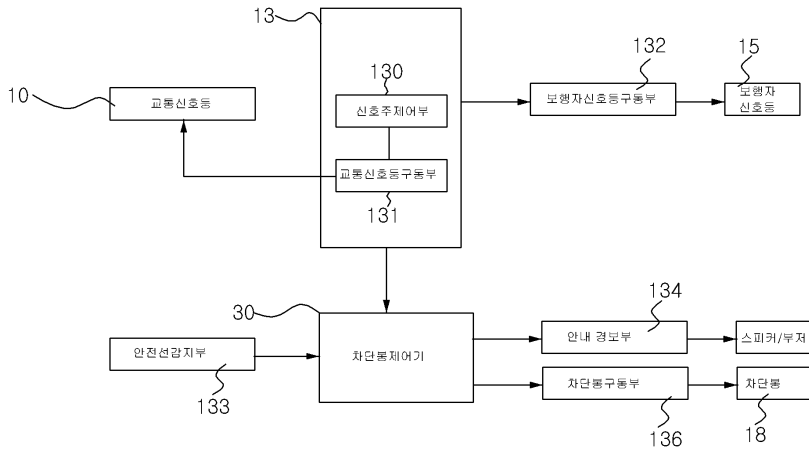 13
10
교통신호등
130
신호주제어부
교통신호등구동부
131
132
보행자신호등구동부
15
보행자
신호등
30
차단봉제어기
안전선감지부
133
134
안내 경보부
스피커/부저
차단봉구동부
136
차단봉
18